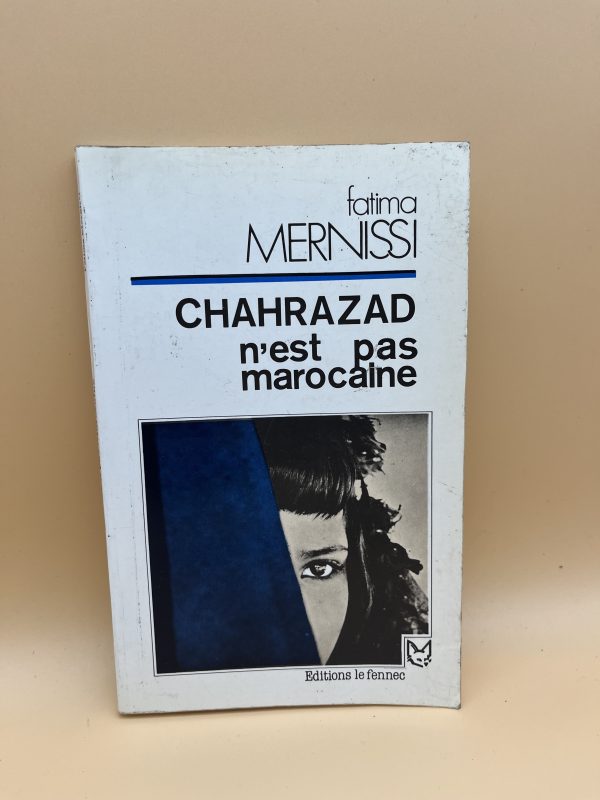 fatima
MERNISSI
CHAHRAZAD
n'est pas
marocaine
Editions le fennec